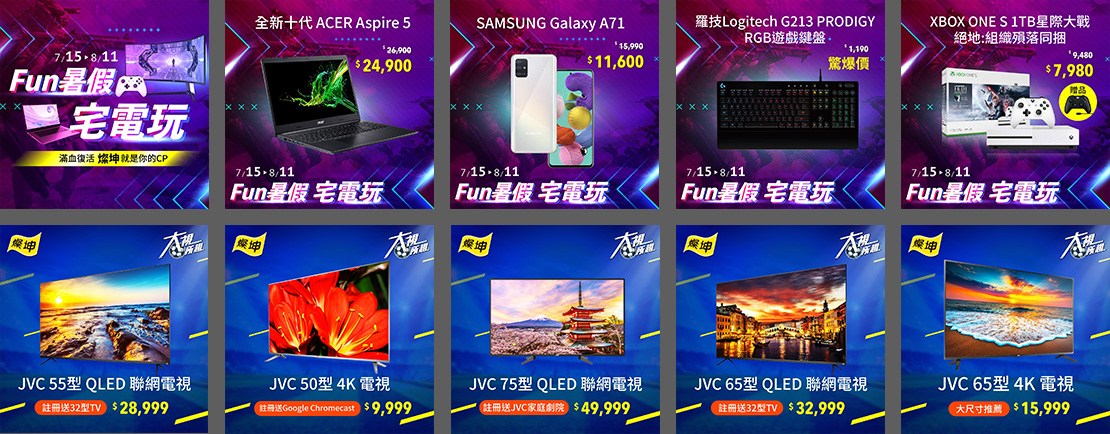 7/15▸8/11
Fun暑假
宅電玩
滿血復活 燦坤就是你的CP
全新十代 ACER Aspire 5
$26,900
$24,900
7/15▸8/11
Fun暑假 宅電玩
SAMSUNG Galaxy A71
$15,990
$11,600
7/15▸8/11
Fun暑假 宅電玩
羅技Logitech G213 PRODIGY
RGB遊戲鍵盤
$1,190
驚爆價
7/15▸8/11
Fun暑假 宅電玩
XBOX ONE S 1TB星際大戰
絕地:組織殞落同捆
$9,480
$7,980
贈品
XBOX ONE S
7/15▸8/11
Fun暑假 宅電玩
燦坤
大視所趨
JVC 55型 QLED 聯網電視
註冊送32型TV
$28,999
燦坤
大視所趨
JVC 50型 4K 電視
註冊送Google Chromecast
$9,999
燦坤
大視所趨
JVC 75型 QLED 聯網電視
註冊送JVC家庭劇院
$49,999
燦坤
大視所趨
JVC 65型 QLED 聯網電視
註冊送32型TV
$32,999
燦坤
大視所趨
JVC 65型 4K 電視
大尺寸推薦
$15,999